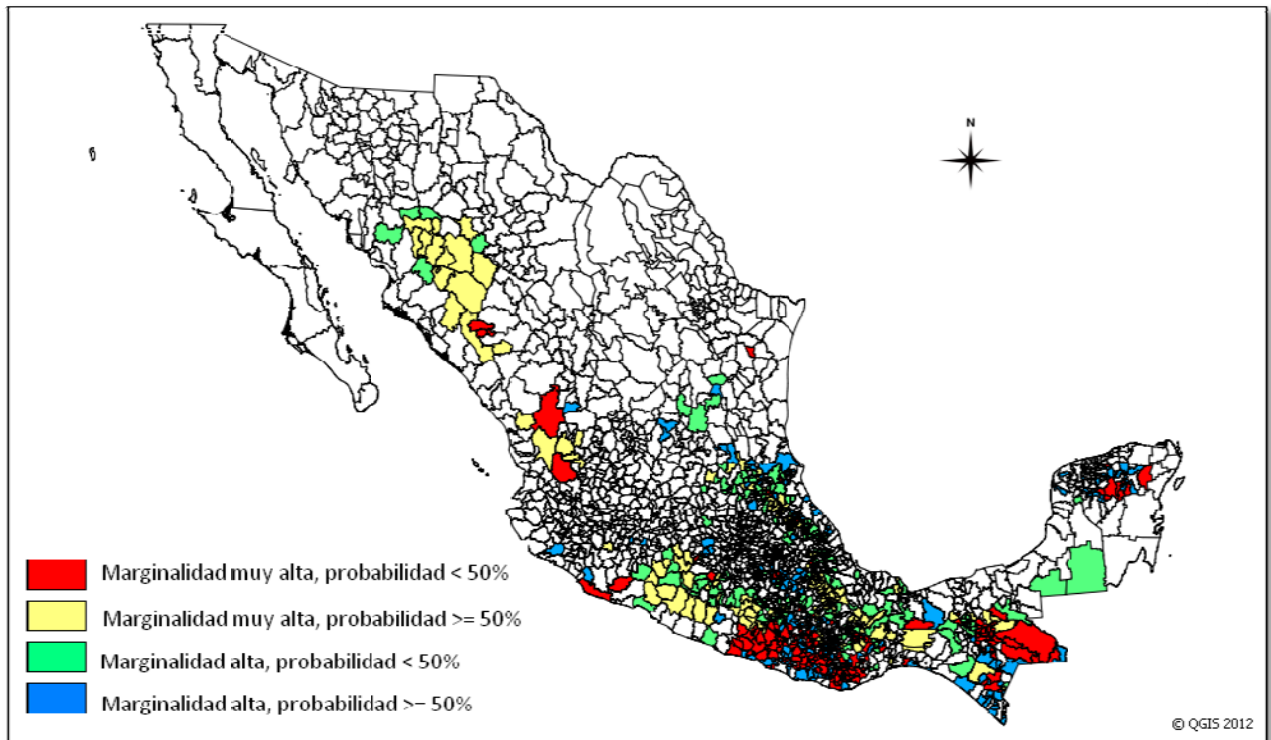 N
Marginalidad muy alta, probabilidad < 50%
Marginalidad muy alta, probabilidad >= 50%
Marginalidad alta, probabilidad < 50%
Marginalidad alta, probabilidad >= 50%
© QGIS 2012